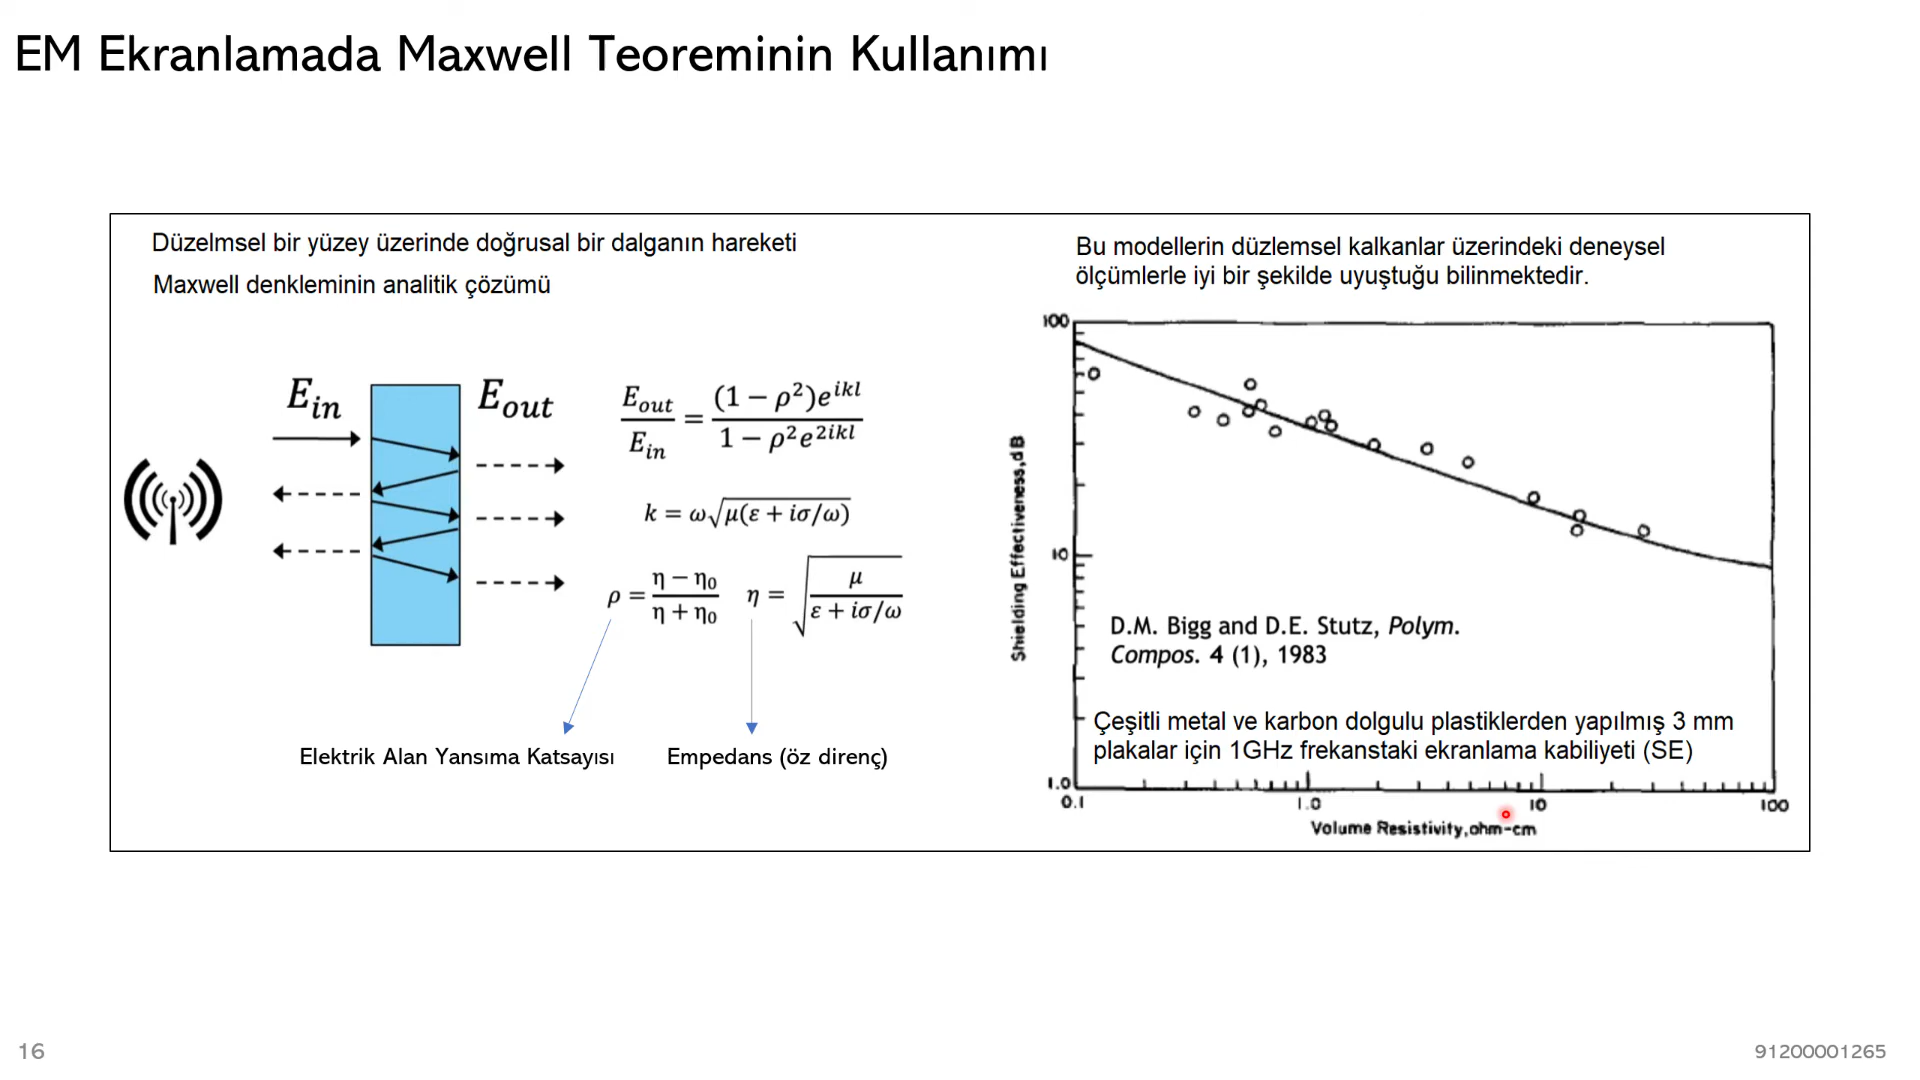 EM Ekranlamada Maxwell Teoreminin Kullanımı
Düzelmsel bir yüzey üzerinde doğrusal bir dalganın hareketi
Maxwell denkleminin analitik çözümü
E_in
E_out
E_out/E_in = (1 − ρ²)e^{ikl} / (1 − ρ²e^{2ikl})
k = ω√(μ(ε + iσ/ω))
ρ = (η − η₀)/(η + η₀) η = √(μ/(ε + iσ/ω))
Elektrik Alan Yansıma Katsayısı
Empedans (öz direnç)
Bu modellerin düzlemsel kalkanlar üzerindeki deneysel
ölçümlerle iyi bir şekilde uyuştuğu bilinmektedir.
100
10
1.0
Shielding Effectiveness,dB
D.M. Bigg and D.E. Stutz, Polym.
Compos. 4 (1), 1983
Çeşitli metal ve karbon dolgulu plastiklerden yapılmış 3 mm
plakalar için 1GHz frekanstaki ekranlama kabiliyeti (SE)
0.1 1.0 10 100
Volume Resistivity,ohm-cm
16
91200001265